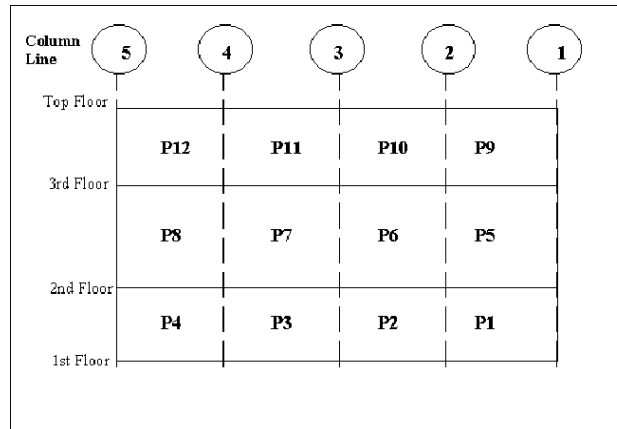 Column
Line
5 4 3 2 1
Top Floor
P12 P11 P10 P9
3rd Floor
P8 P7 P6 P5
2nd Floor
P4 P3 P2 P1
1st Floor